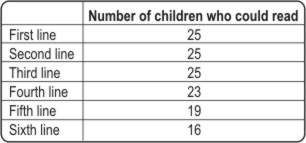 Number of children who could read
First line 25
Second line 25
Third line 25
Fourth line 23
Fifth line 19
Sixth line 16